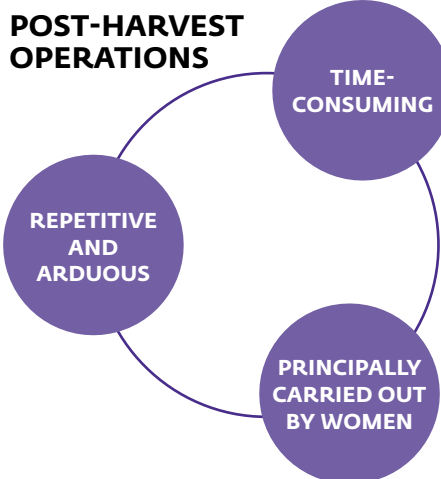 POST-HARVEST
OPERATIONS
TIME-
CONSUMING
REPETITIVE
AND
ARDUOUS
PRINCIPALLY
CARRIED OUT
BY WOMEN